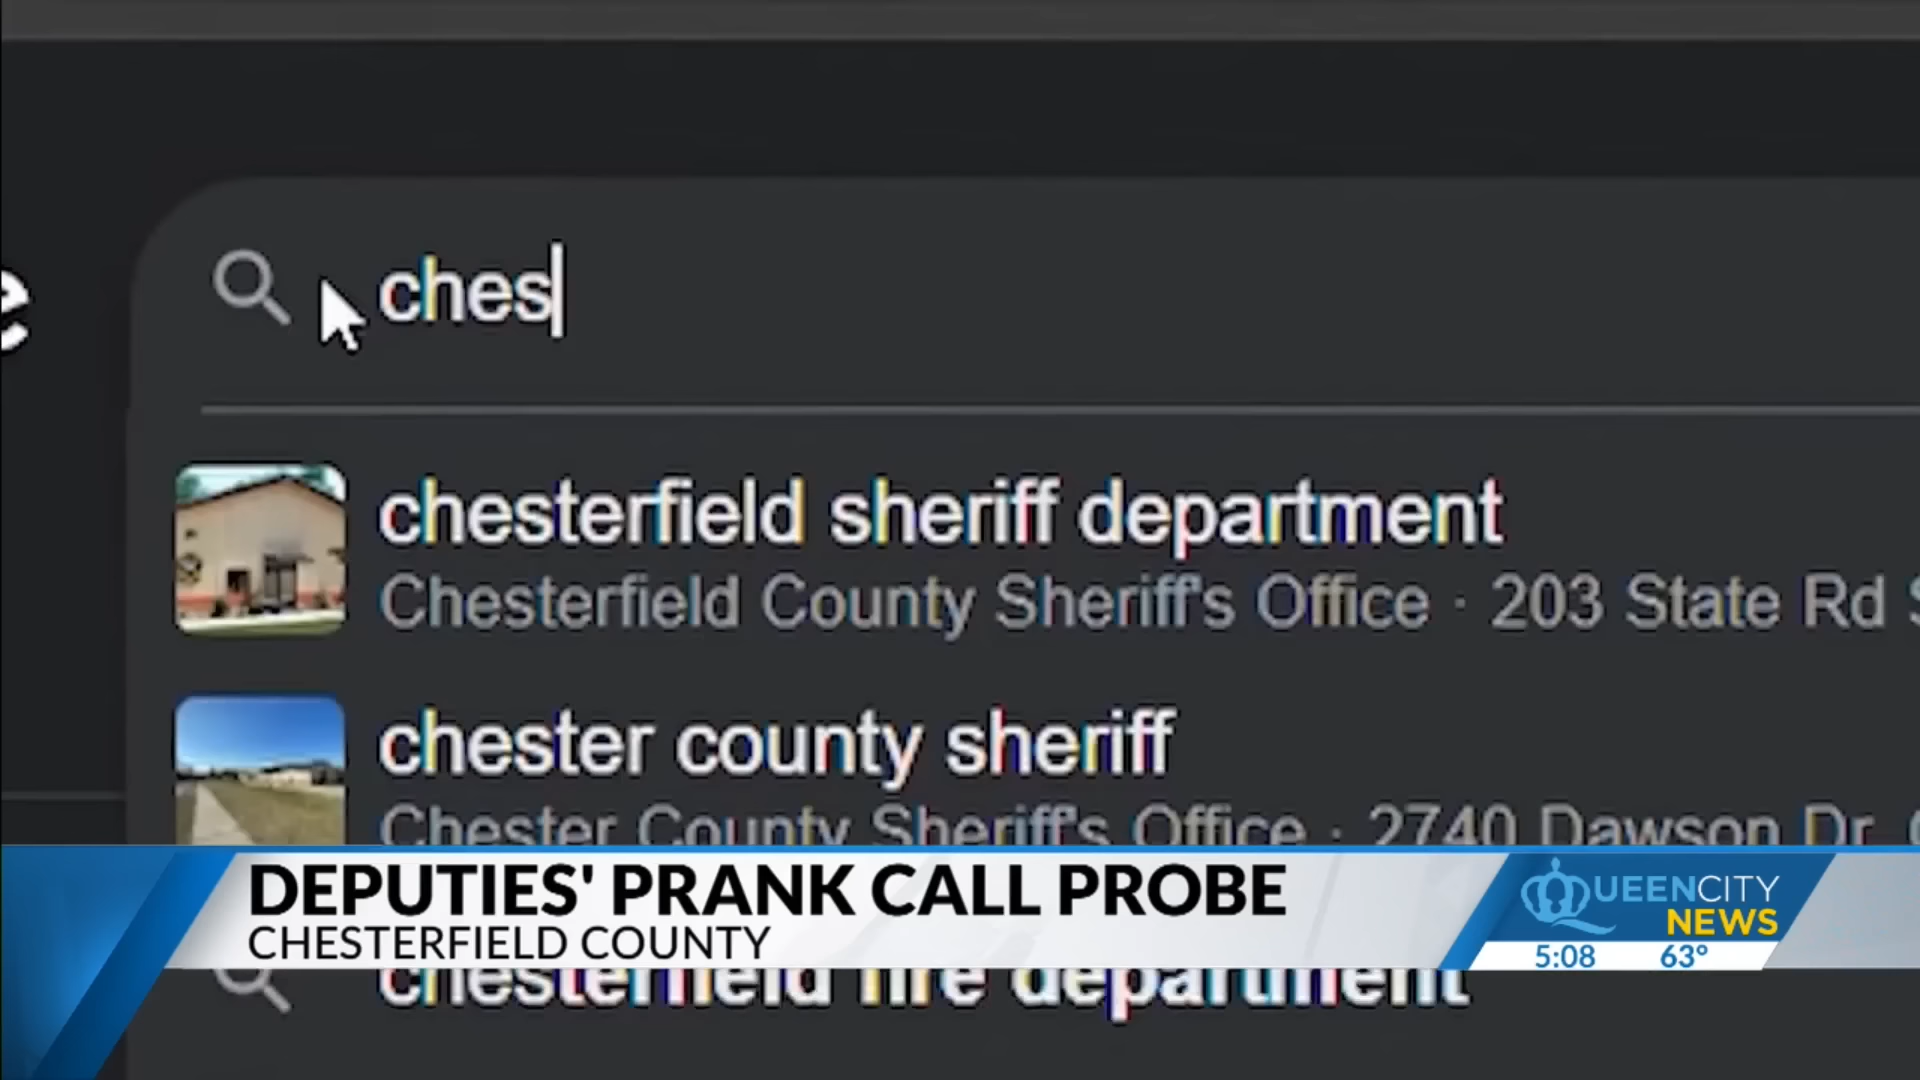 e
ches
chesterfield sheriff department
Chesterfield County Sheriff's Office · 203 State Rd
chester county sheriff
Chester County Sheriff's Office · 2740 Dawson Dr,
DEPUTIES' PRANK CALL PROBE
CHESTERFIELD COUNTY
QUEENCITY
NEWS
5:08 63°
chesterfield fire department